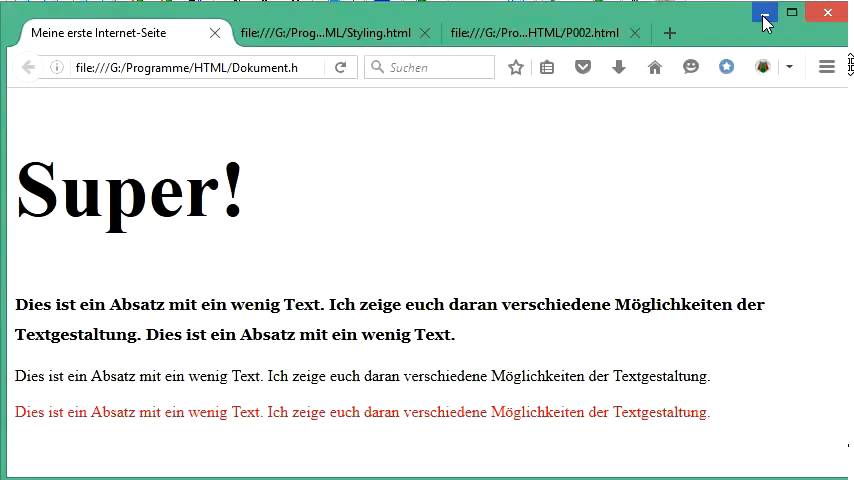 Meine erste Internet-Seite
file:///G:/Prog...ML/Styling.html
file:///G:/Pro...HTML/P002.html
file:///G:/Programme/HTML/Dokument.h
Suchen
Super!
Dies ist ein Absatz mit ein wenig Text. Ich zeige euch daran verschiedene Möglichkeiten der
Textgestaltung. Dies ist ein Absatz mit ein wenig Text.
Dies ist ein Absatz mit ein wenig Text. Ich zeige euch daran verschiedene Möglichkeiten der Textgestaltung.
Dies ist ein Absatz mit ein wenig Text. Ich zeige euch daran verschiedene Möglichkeiten der Textgestaltung.